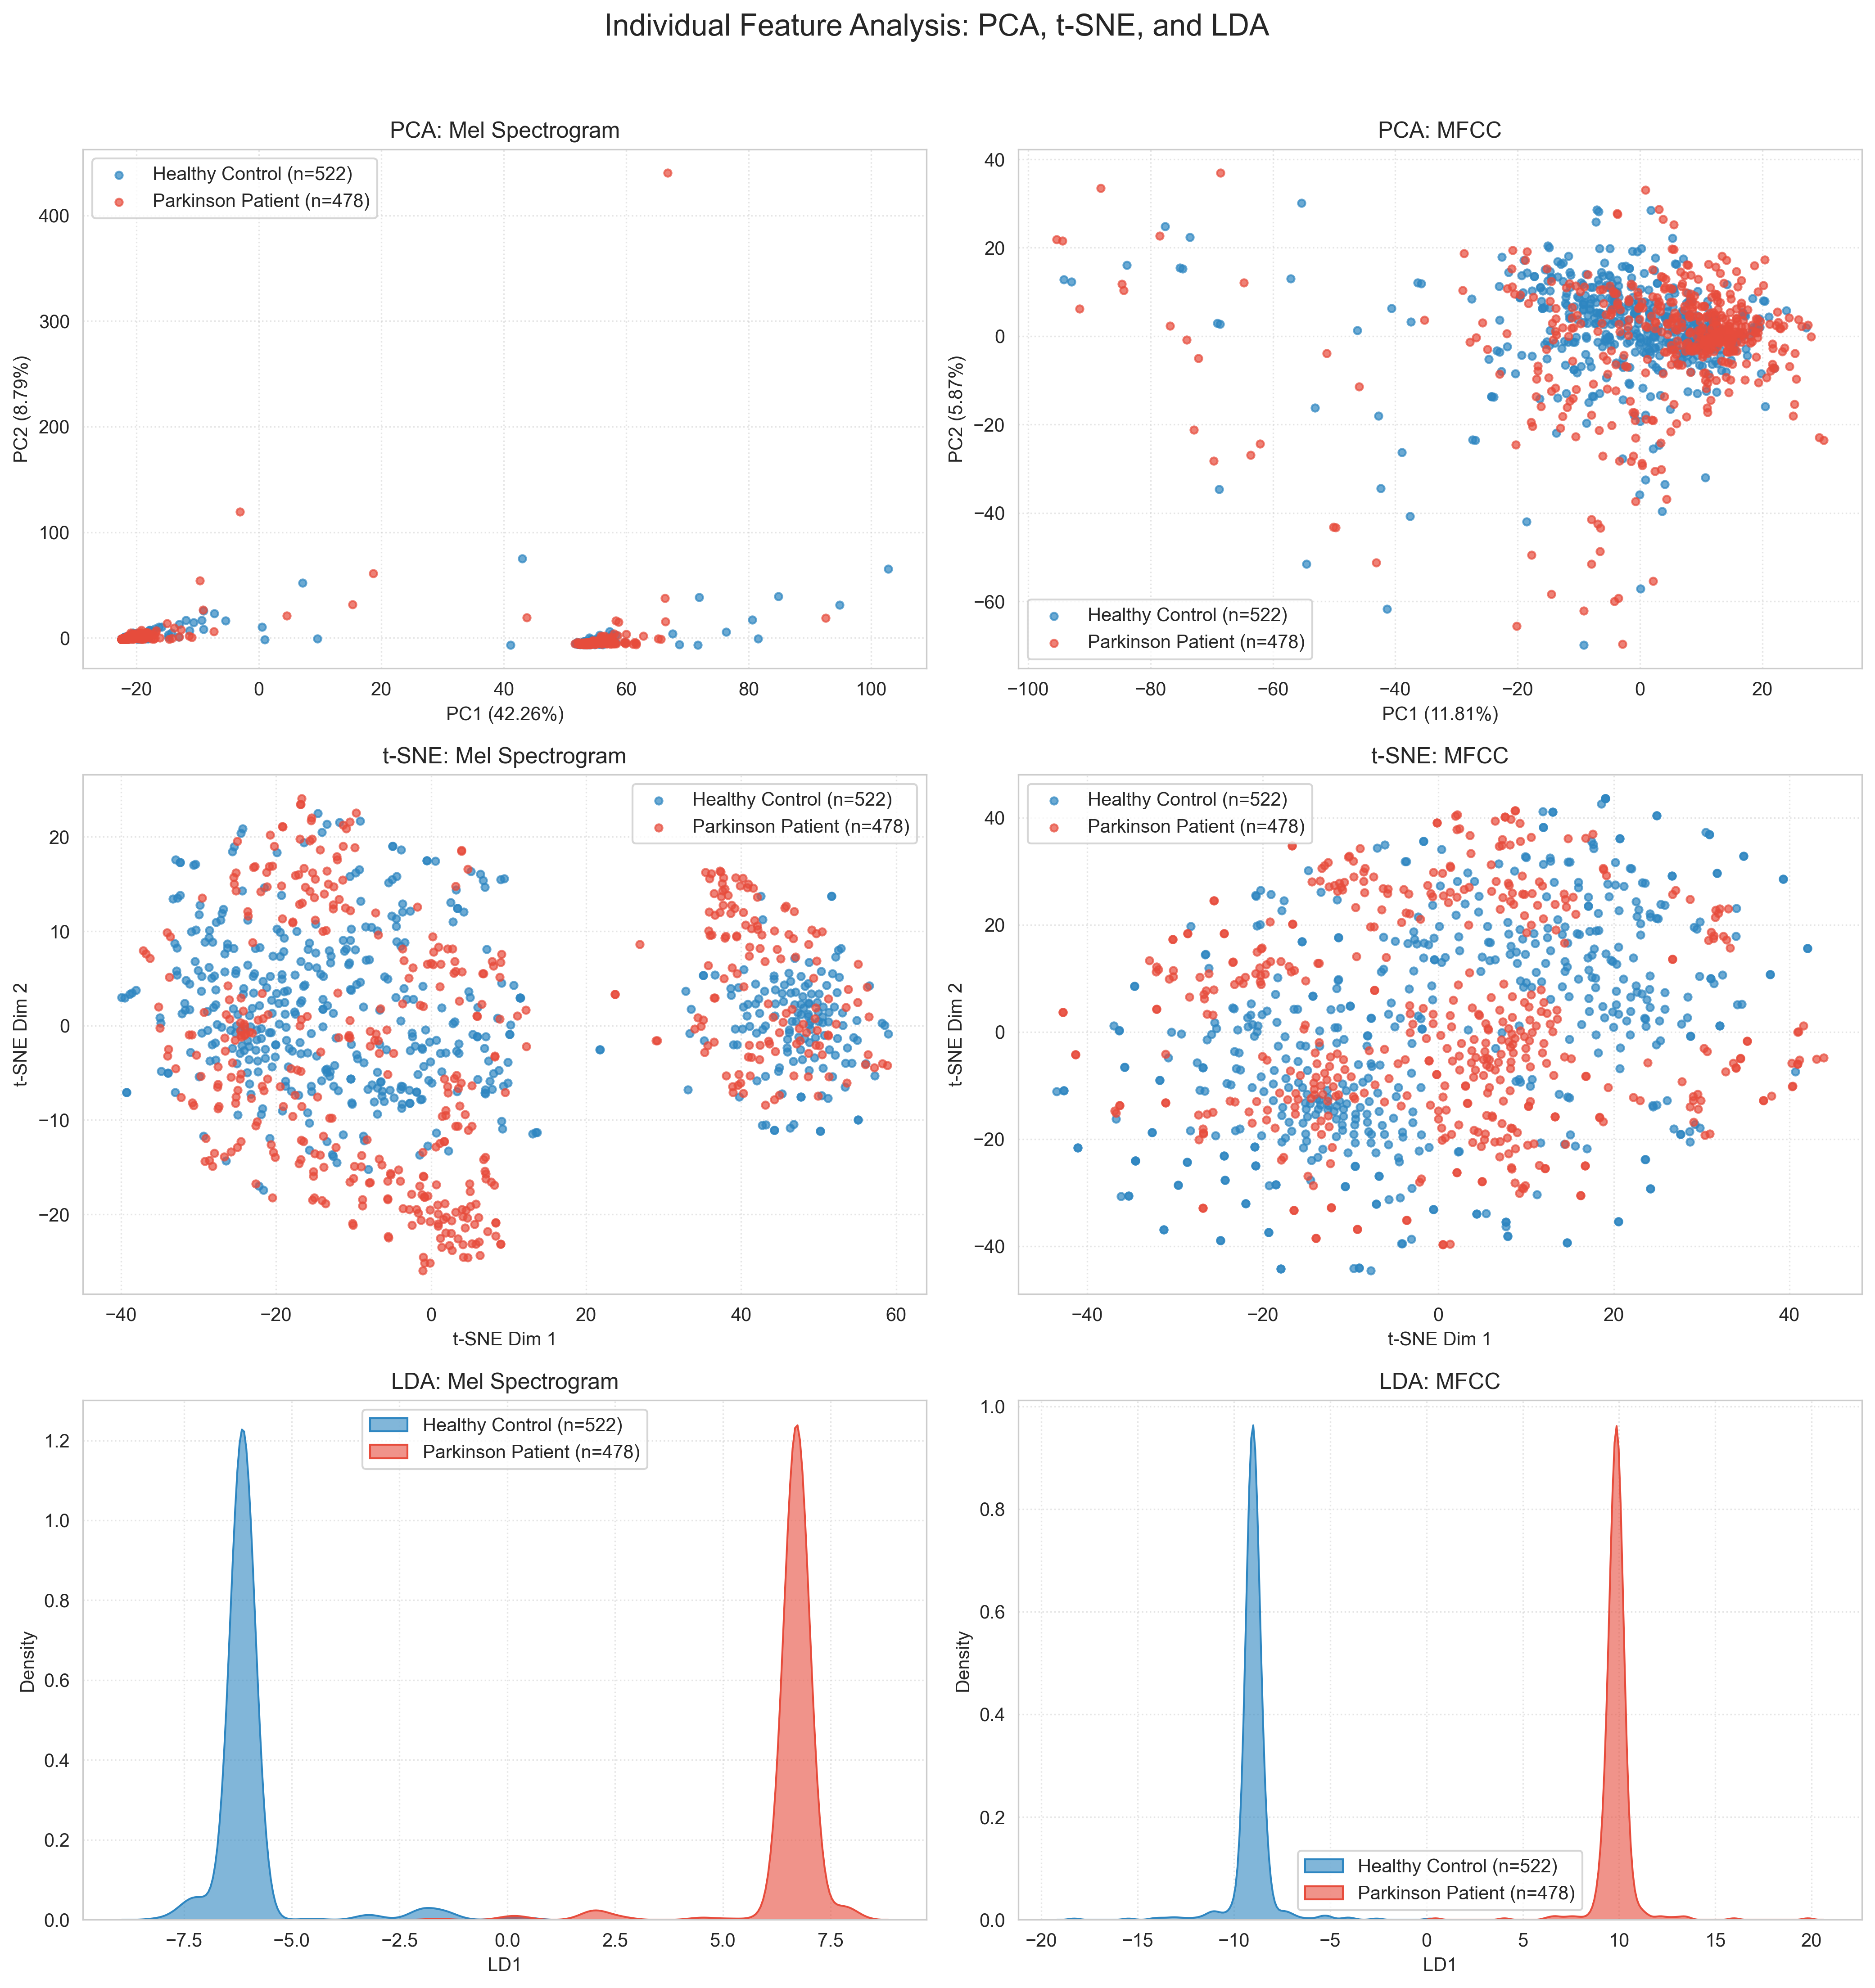 Individual Feature Analysis: PCA, t-SNE, and LDA
PCA: Mel Spectrogram
Healthy Control (n=522)
Parkinson Patient (n=478)
400
300
200
100
0
PC2 (8.79%)
−20
0
20
40
60
80
100
PC1 (42.26%)
PCA: MFCC
40
20
0
−20
−40
−60
PC2 (5.87%)
Healthy Control (n=522)
Parkinson Patient (n=478)
−100
−80
−60
−40
−20
0
20
PC1 (11.81%)
t-SNE: Mel Spectrogram
Healthy Control (n=522)
Parkinson Patient (n=478)
20
10
0
−10
−20
t-SNE Dim 2
−40
−20
0
20
40
60
t-SNE Dim 1
t-SNE: MFCC
Healthy Control (n=522)
Parkinson Patient (n=478)
40
20
0
−20
−40
t-SNE Dim 2
−40
−20
0
20
40
t-SNE Dim 1
LDA: Mel Spectrogram
Healthy Control (n=522)
Parkinson Patient (n=478)
1.2
1.0
0.8
0.6
0.4
0.2
0.0
Density
−7.5
−5.0
−2.5
0.0
2.5
5.0
7.5
LD1
LDA: MFCC
1.0
0.8
0.6
0.4
0.2
0.0
Density
Healthy Control (n=522)
Parkinson Patient (n=478)
−20
−15
−10
−5
0
5
10
15
20
LD1